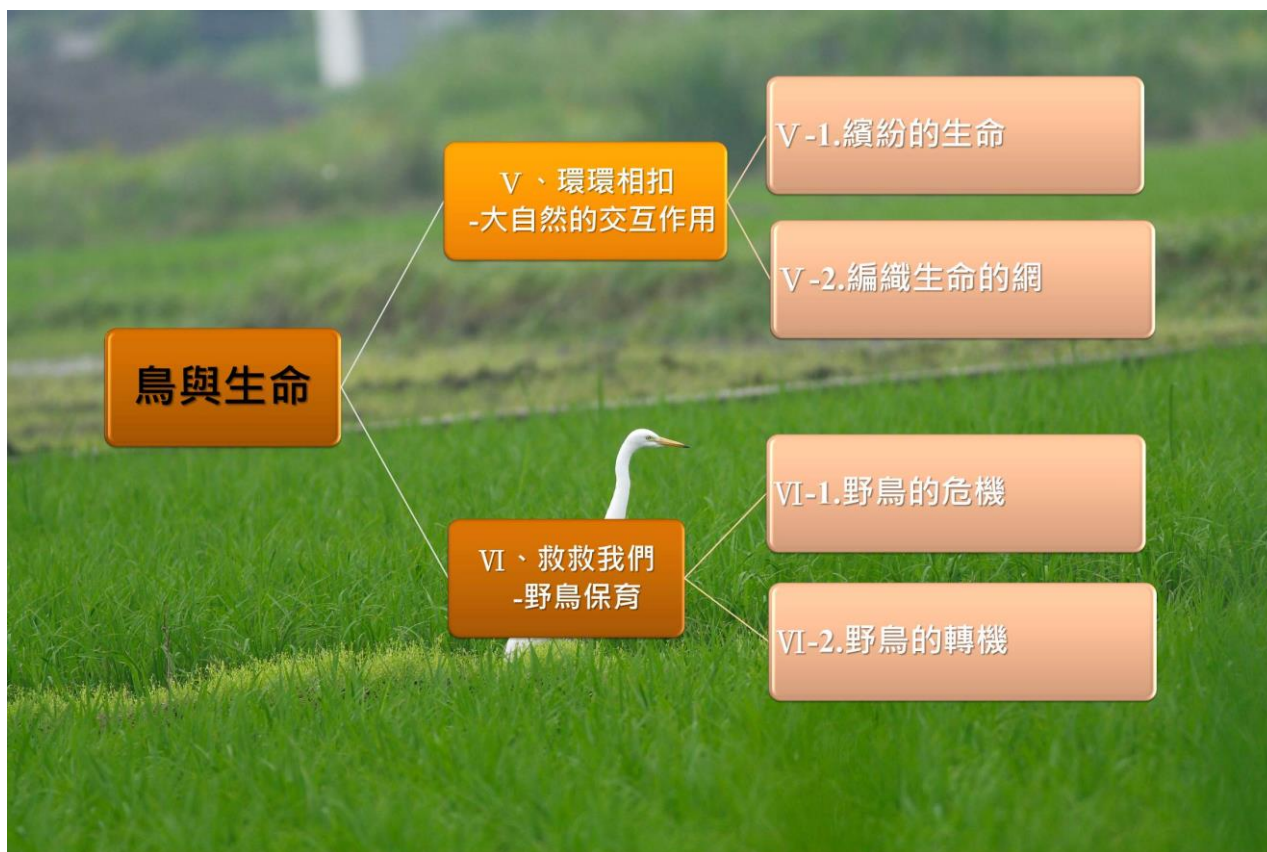 鳥與生命
Ⅴ、環環相扣
-大自然的交互作用
Ⅴ-1.繽紛的生命
Ⅴ-2.編織生命的網
Ⅵ、救救我們
-野鳥保育
Ⅵ-1.野鳥的危機
Ⅵ-2.野鳥的轉機